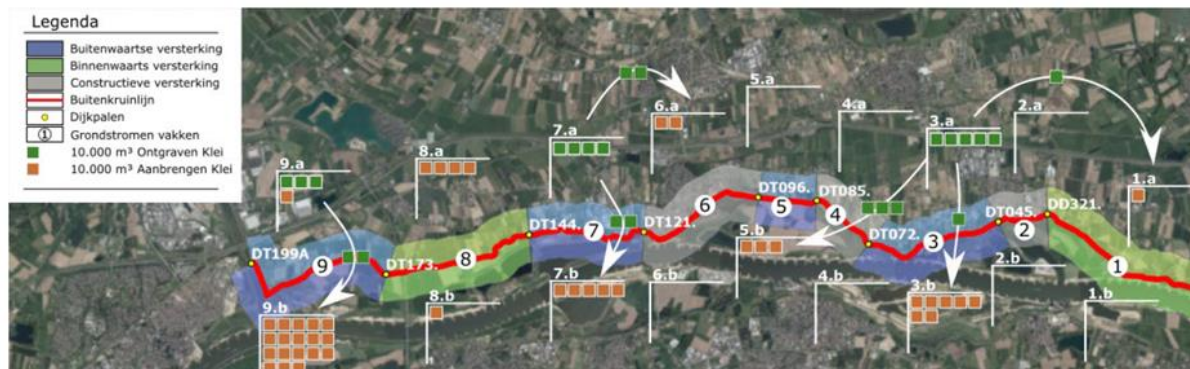 Legenda
Buitenwaartse versterking
Binnenwaarts versterking
Constructieve versterking
Buitenkruinlijn
Dijkpalen
1 Grondstromen vakken
10.000 m³ Ontgraven Klei
10.000 m³ Aanbrengen Klei
9.a
8.a
7.a
6.a
5.a
4.a
3.a
2.a
1.a
DT199A
DT173.
DT144.
DT121.
DT096.
DT085.
DT072.
DT045.
DD321.
9
8
7
6
5
4
3
2
1
9.b
8.b
7.b
6.b
5.b
4.b
3.b
2.b
1.b